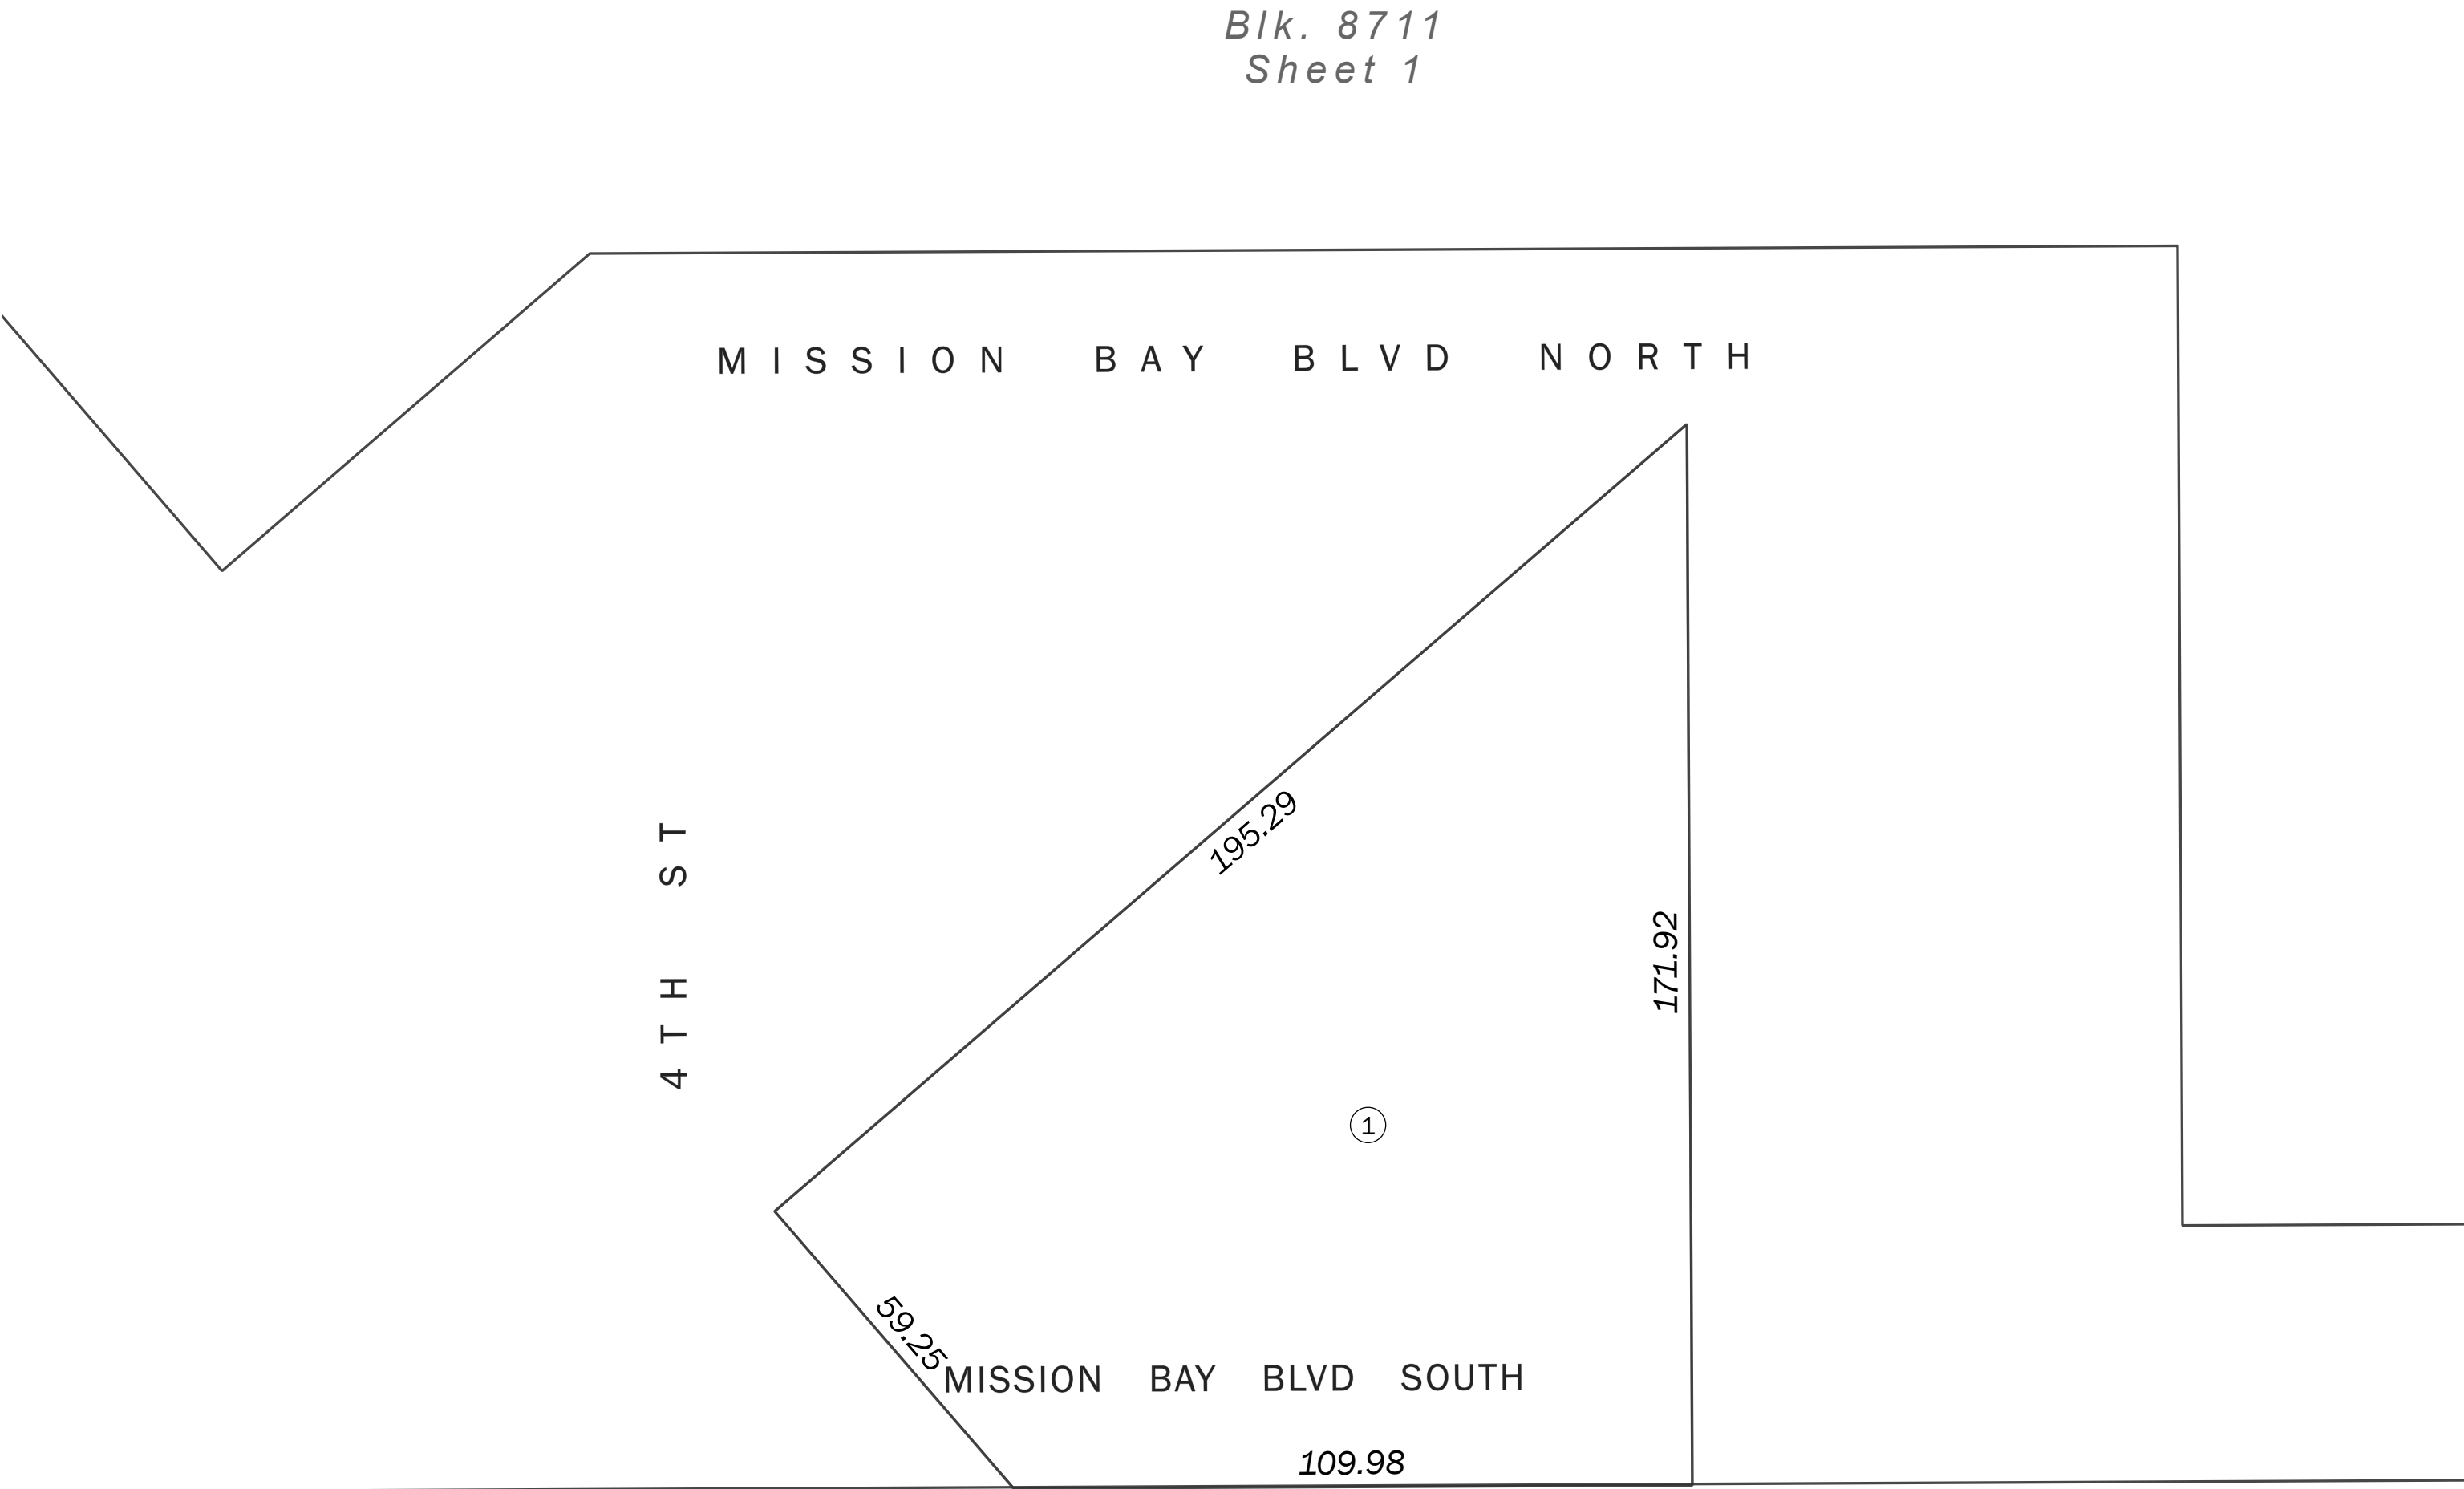 Blk. 8711
Sheet 1
MISSION BAY BLVD NORTH
195.29
4TH ST
171.92
1
59.25
MISSION BAY BLVD SOUTH
109.98